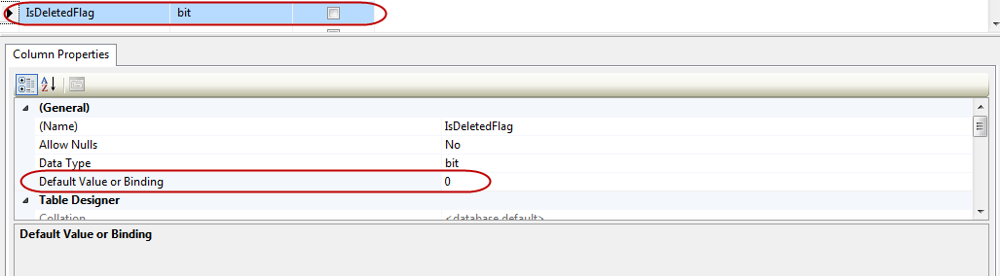 IsDeletedFlag bit
Column Properties
(General)
(Name) IsDeletedFlag
Allow Nulls No
Data Type bit
Default Value or Binding 0
Table Designer
Collation <database default>
Default Value or Binding